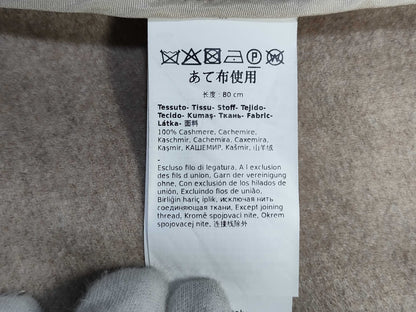 P
あて布使用
长度: 80 cm
Tessuto- Tissu- Stoff- Tejido-
Tecido- Kumaş- Ткань- Fabric-
Látka- 面料
100% Cashmere, Cachemire,
Kaschmir, Cachemira, Caxemira,
Kaşmir, КАШЕМИР, Kašmír, 山羊绒
-
Escluso filo di legatura, A l exclusion
des fils d union, Garn der vereinigung
ohne, Con exclusión de los hilados de
unión, Excluindo fios de união,
Birliğin hariç iplik, исключая нить
соединяющая ткани, Except joining
thread, Kromě spojovací nite, Okrem
spojovacej nite, 连接线除外